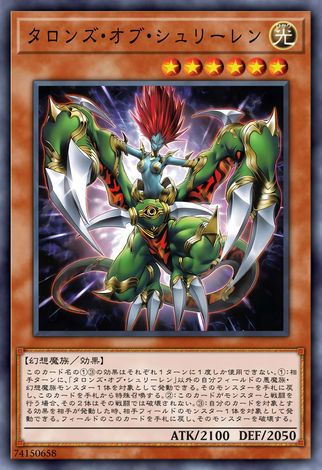 タロンズ・オブ・シュリーレン
光
【幻想魔族／効果】
このカード名の①③の効果はそれぞれ１ターンに１度しか使用できない。①：相
手ターンに、「タロンズ・オブ・シュリーレン」以外の自分フィールドの悪魔族・
幻想魔族モンスター１体を対象として発動できる。そのモンスターを手札に戻
し、このカードを手札から特殊召喚する。②：このカードがモンスターと戦闘を
行う場合、その２体はその戦闘では破壊されない。③：自分のカードを対象とす
る効果を相手が発動した時、相手フィールドのモンスター１体を対象として発
動できる。フィールドのこのカードを手札に戻し、そのモンスターを破壊する。
ATK/2100 DEF/2050
74150658